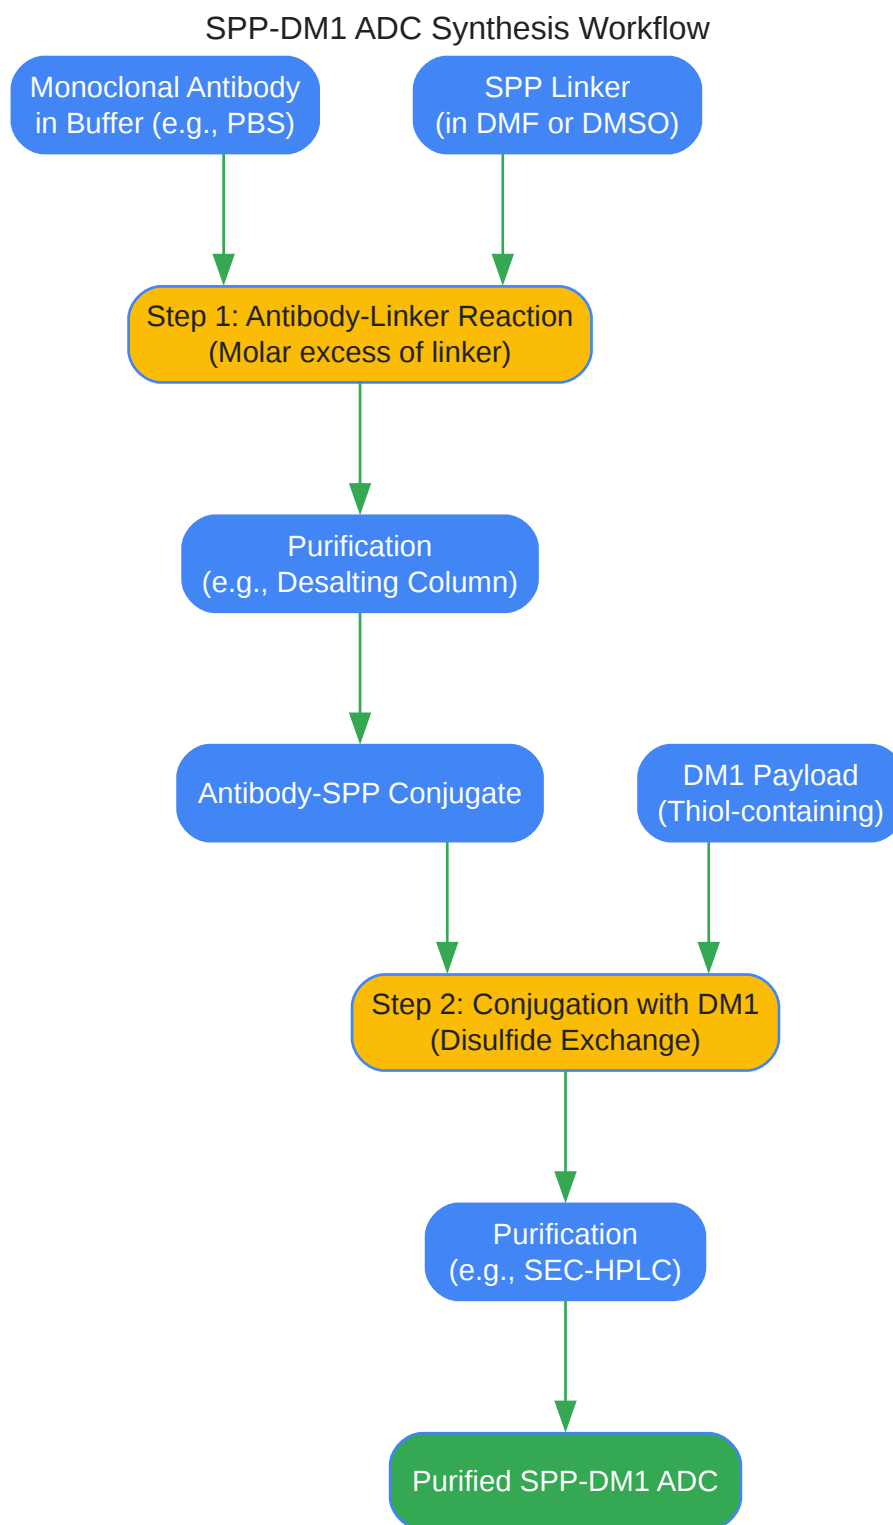 SPP-DM1 ADC Synthesis Workflow
Monoclonal Antibody
in Buffer (e.g., PBS)
SPP Linker
(in DMF or DMSO)
Step 1: Antibody-Linker Reaction
(Molar excess of linker)
Purification
(e.g., Desalting Column)
Antibody-SPP Conjugate
DM1 Payload
(Thiol-containing)
Step 2: Conjugation with DM1
(Disulfide Exchange)
Purification
(e.g., SEC-HPLC)
Purified SPP-DM1 ADC